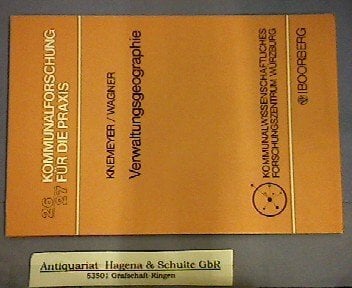 26
27
KOMMUNALFORSCHUNG
FÜR DIE PRAXIS
KNEMEYER/WAGNER
Verwaltungsgeographie
KOMMUNALWISSENSCHAFTLICHES
FORSCHUNGSZENTRUM WÜRZBURG
BOORBERG
Antiquariat Hagena & Schulte GbR
53501 Grafschaft-Ringen